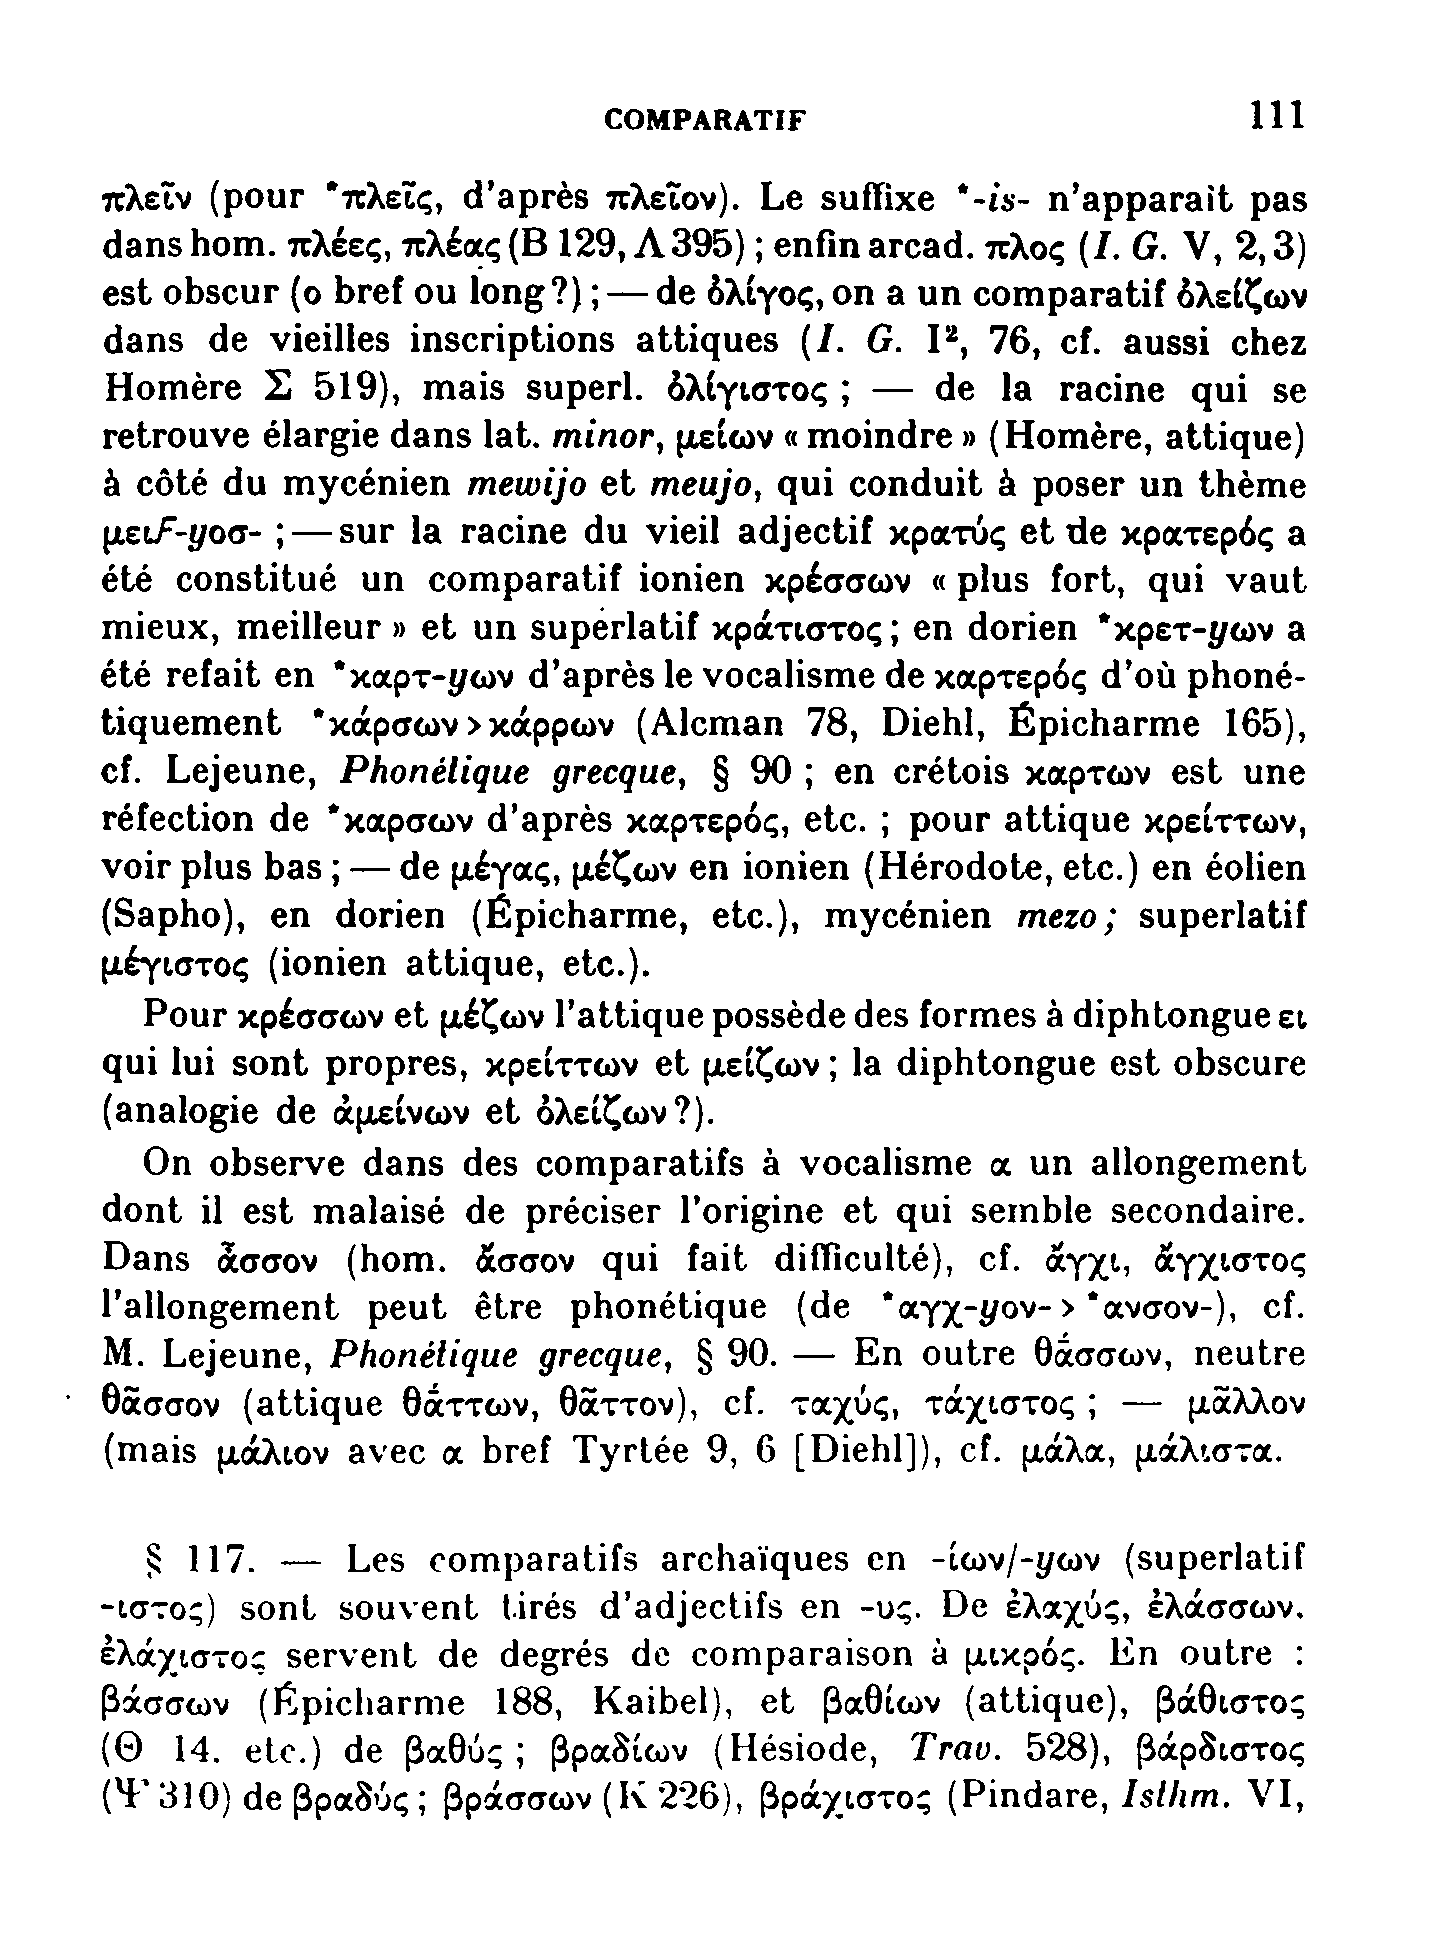 COMPARATIF 111
πλεῖν (pour *πλεῖς, d'après πλεῖον). Le suffixe *-is- n'apparaît pas
dans hom. πλέες, πλέας (B 129, Λ 395) ; enfin arcad. πλος (I. G. V, 2, 3)
est obscur (o bref ou long ?) ; — de ὀλίγος, on a un comparatif ὀλείζων
dans de vieilles inscriptions attiques (I. G. I², 76, cf. aussi chez
Homère Σ 519), mais superl. ὀλίγιστος ; — de la racine qui se
retrouve élargie dans lat. minor, μείων « moindre » (Homère, attique)
à côté du mycénien mewijo et meujo, qui conduit à poser un thème
μειϜ-yοσ- ; — sur la racine du vieil adjectif κρατύς et de κρατερός a
été constitué un comparatif ionien κρέσσων « plus fort, qui vaut
mieux, meilleur » et un superlatif κράτιστος ; en dorien *κρετ-yων a
été refait en *καρτ-yων d'après le vocalisme de καρτερός d'où phoné-
tiquement *κάρσων > κάρρων (Alcman 78, Diehl, Épicharme 165),
cf. Lejeune, Phonétique grecque, § 90 ; en crétois καρτων est une
réfection de *καρσων d'après καρτερός, etc. ; pour attique κρείττων,
voir plus bas ; — de μέγας, μέζων en ionien (Hérodote, etc.) en éolien
(Sapho), en dorien (Épicharme, etc.), mycénien mezo ; superlatif
μέγιστος (ionien attique, etc.).
Pour κρέσσων et μέζων l'attique possède des formes à diphtongue ει
qui lui sont propres, κρείττων et μείζων ; la diphtongue est obscure
(analogie de ἀμείνων et ὀλείζων ?).
On observe dans des comparatifs à vocalisme α un allongement
dont il est malaisé de préciser l'origine et qui semble secondaire.
Dans ἆσσον (hom. ἄσσον qui fait difficulté), cf. ἄγχι, ἄγχιστος
l'allongement peut être phonétique (de *αγχ-yον- > *ανσον-), cf.
M. Lejeune, Phonétique grecque, § 90. — En outre θᾱ́σσων, neutre
θᾶσσον (attique θᾱ́ττων, θᾶττον), cf. ταχύς, τάχιστος ; — μᾶλλον
(mais μάλιον avec α bref Tyrtée 9, 6 [Diehl]), cf. μάλα, μάλιστα.
§ 117. — Les comparatifs archaïques en -ίων/-yων (superlatif
-ιστος) sont souvent tirés d'adjectifs en -υς. De ἐλαχύς, ἐλάσσων.
ἐλάχιστος servent de degrés de comparaison à μικρός. En outre :
βάσσων (Épicharme 188, Kaibel), et βαθίων (attique), βάθιστος
(Θ 14. etc.) de βαθύς ; βραδίων (Hésiode, Trav. 528), βάρδιστος
(Ψ 310) de βραδύς ; βράσσων (K 226), βράχιστος (Pindare, Isthm. VI,